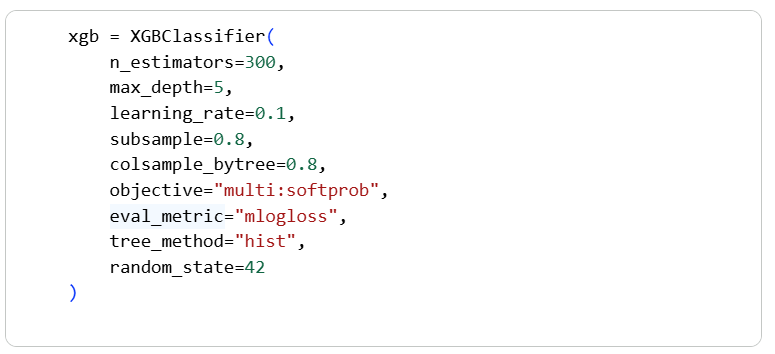 xgb = XGBClassifier(
    n_estimators=300,
    max_depth=5,
    learning_rate=0.1,
    subsample=0.8,
    colsample_bytree=0.8,
    objective="multi:softprob",
    eval_metric="mlogloss",
    tree_method="hist",
    random_state=42
)